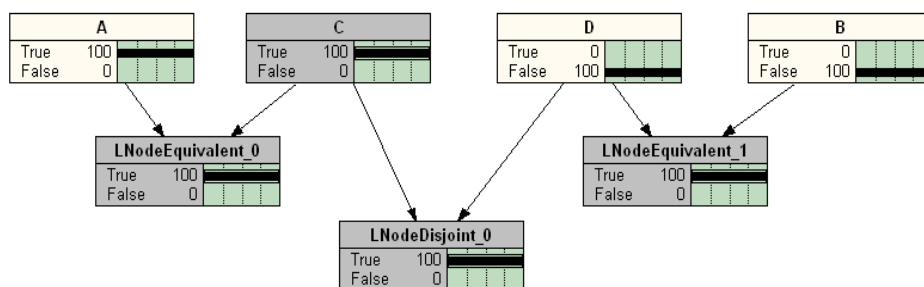 A
True 100
False 0
C
True 100
False 0
D
True 0
False 100
B
True 0
False 100
LNodeEquivalent_0
True 100
False 0
LNodeEquivalent_1
True 100
False 0
LNodeDisjoint_0
True 100
False 0